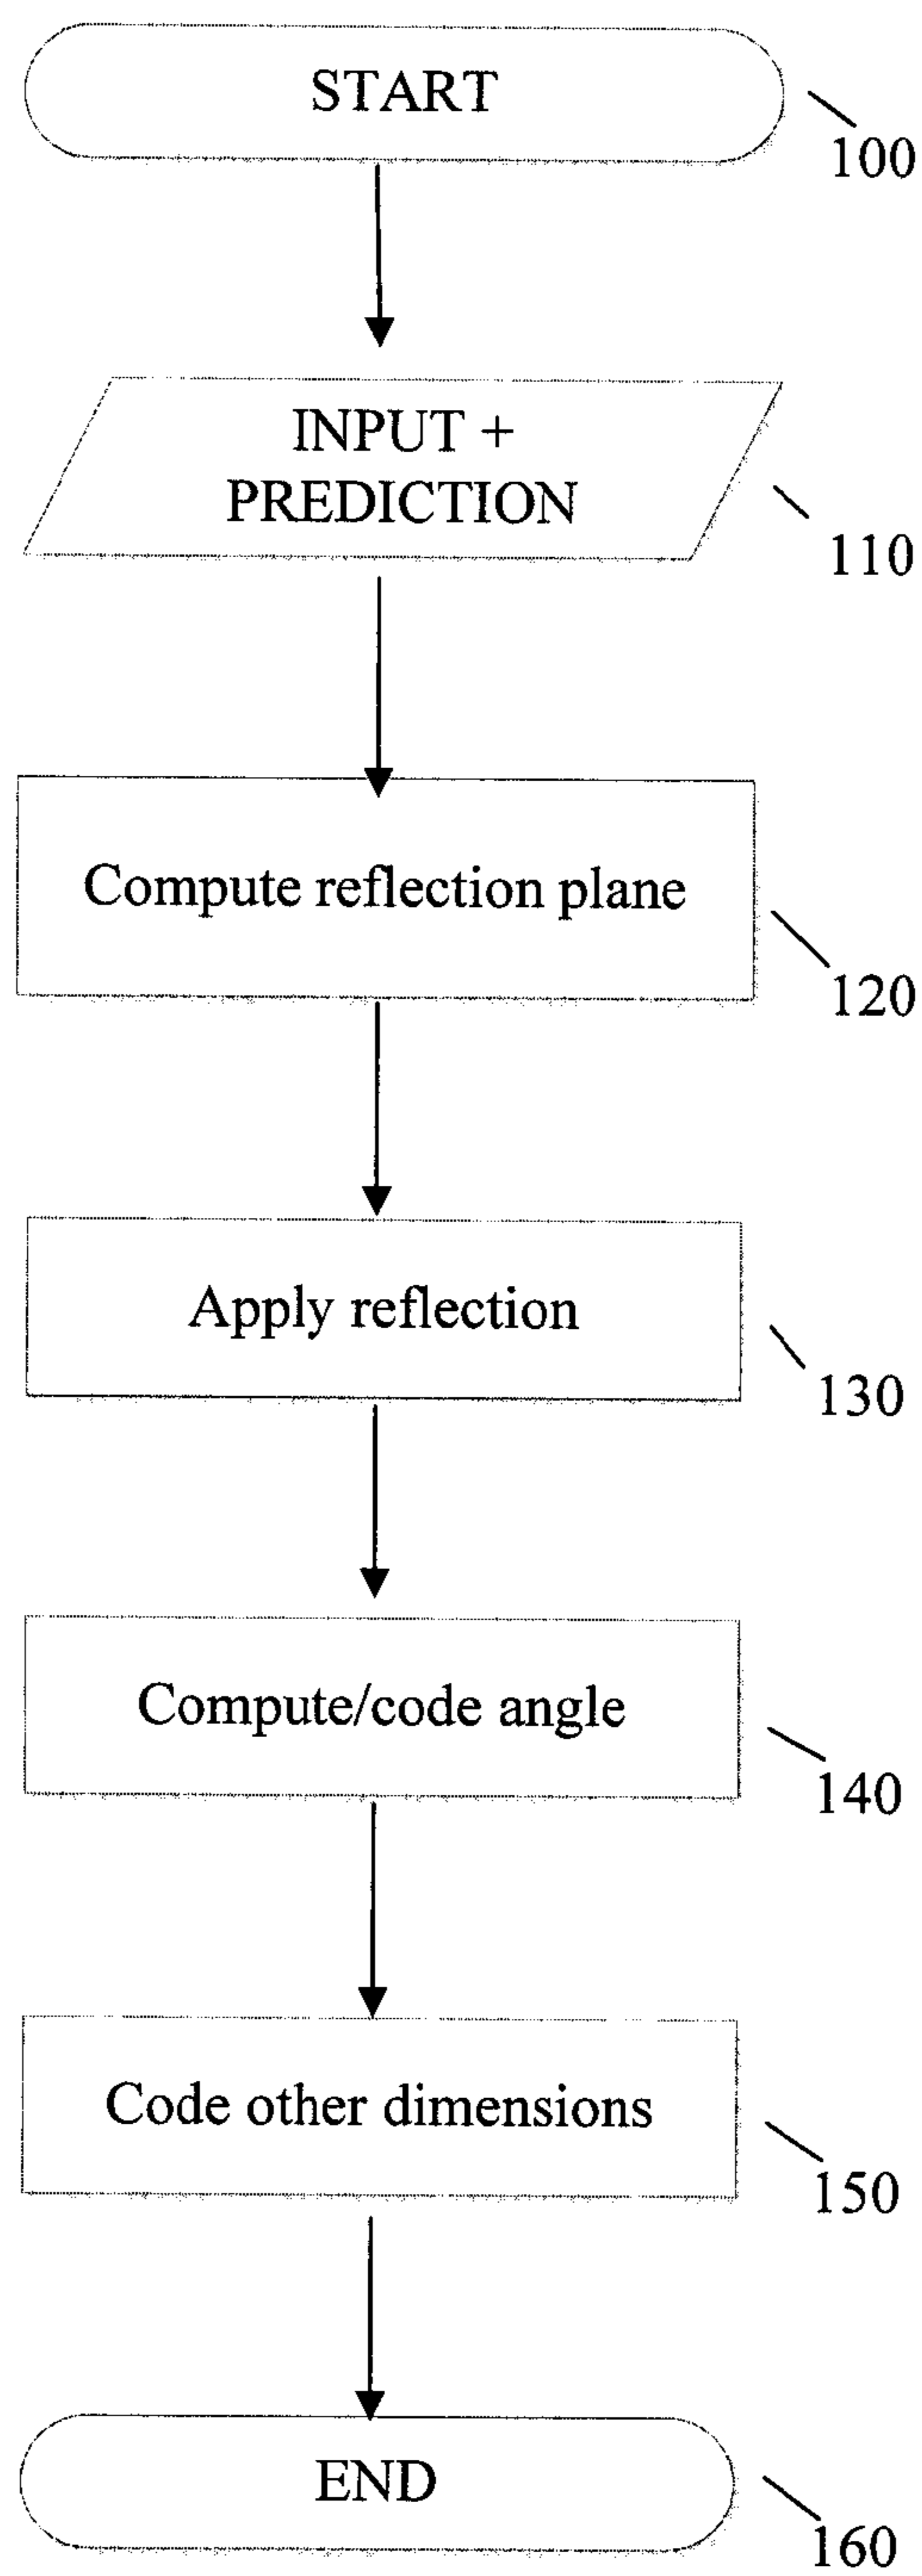 START
100
INPUT +
PREDICTION
110
Compute reflection plane
120
Apply reflection
130
Compute/code angle
140
Code other dimensions
150
END
160